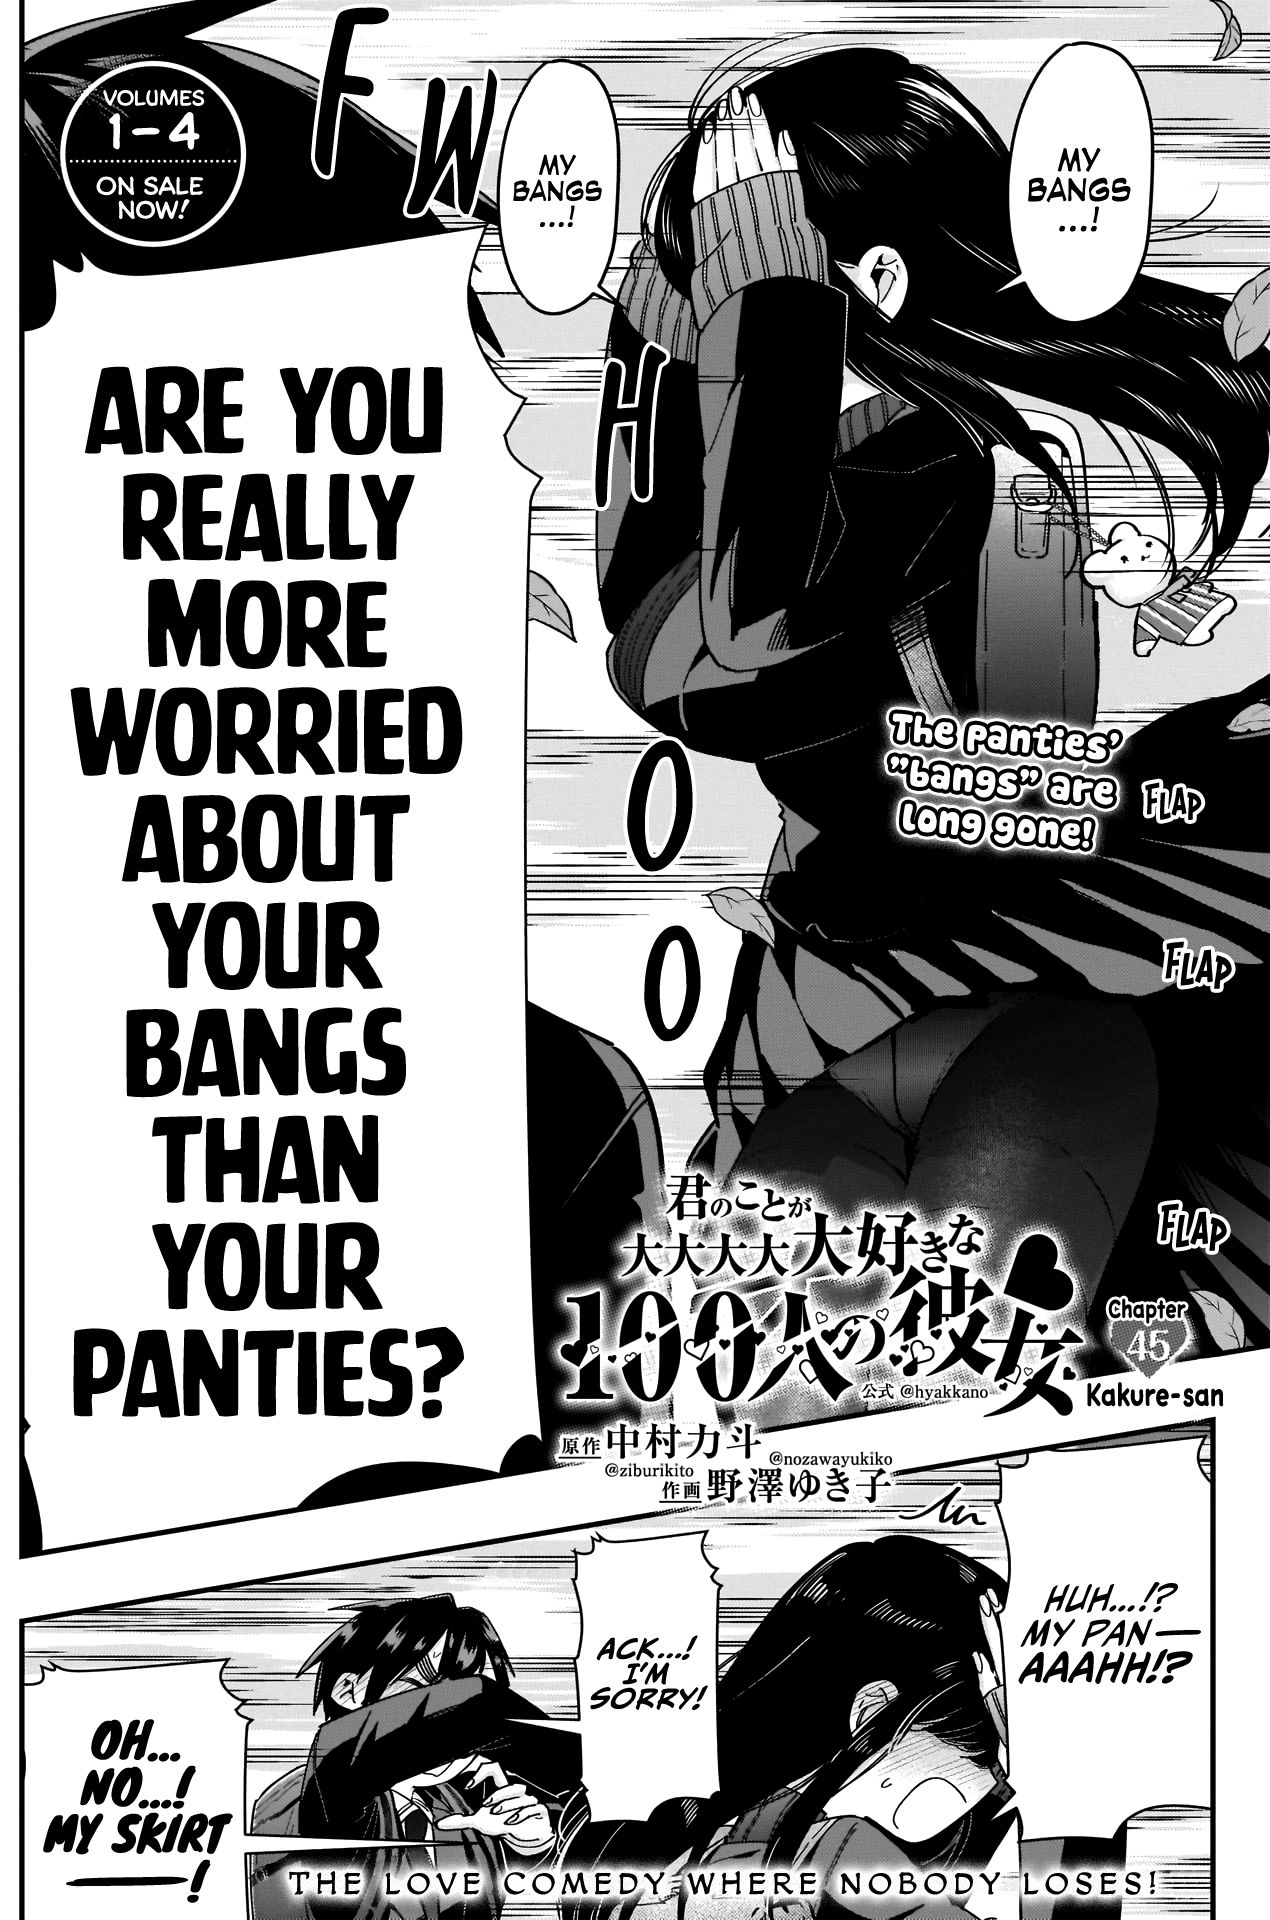 VOLUMES
1-4
ON SALE
NOW!
F
W
H
O
O
MY
BANGS
...!
MY
BANGS
...!
ARE YOU
REALLY
MORE
WORRIED
ABOUT
YOUR
BANGS
THAN
YOUR
PANTIES?
The panties'
"bangs" are
long gone!
FLAP
FLAP
FLAP
君のことが
大大大大大好きな
100人の彼女
公式 @hyakkano
Chapter
45
Kakure-san
原作 中村力斗
@ziburikito
@nozawayukiko
作画 野澤ゆき子
HUH...!?
MY PAN—
AAAHH!?
ACK...!
I'M
SORRY!
OH...
NO...!
MY SKIRT
—!
THE LOVE COMEDY WHERE NOBODY LOSES!